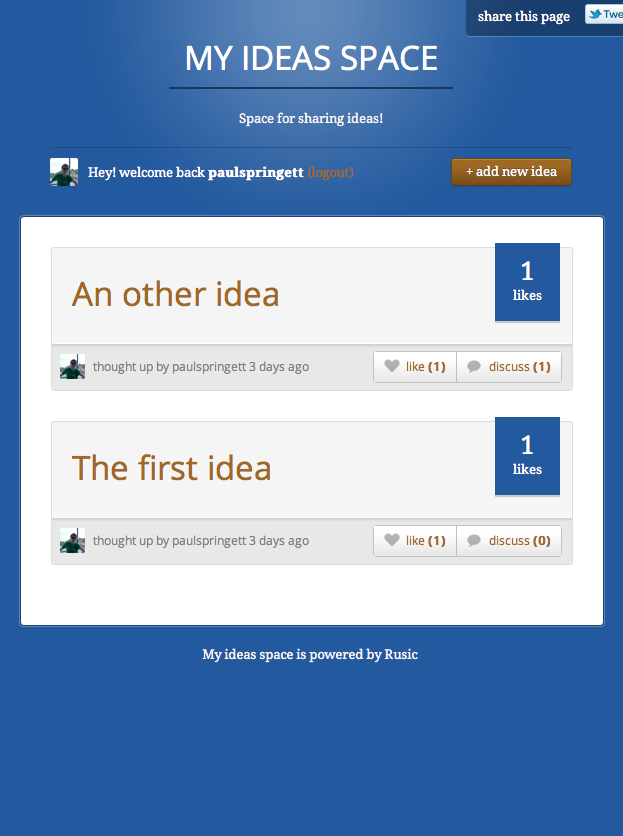 share this page
MY IDEAS SPACE
Space for sharing ideas!
Hey! welcome back paulspringett (logout)
+ add new idea
An other idea
1
likes
thought up by paulspringett 3 days ago
like (1)
discuss (1)
The first idea
1
likes
thought up by paulspringett 3 days ago
like (1)
discuss (0)
My ideas space is powered by Rusic